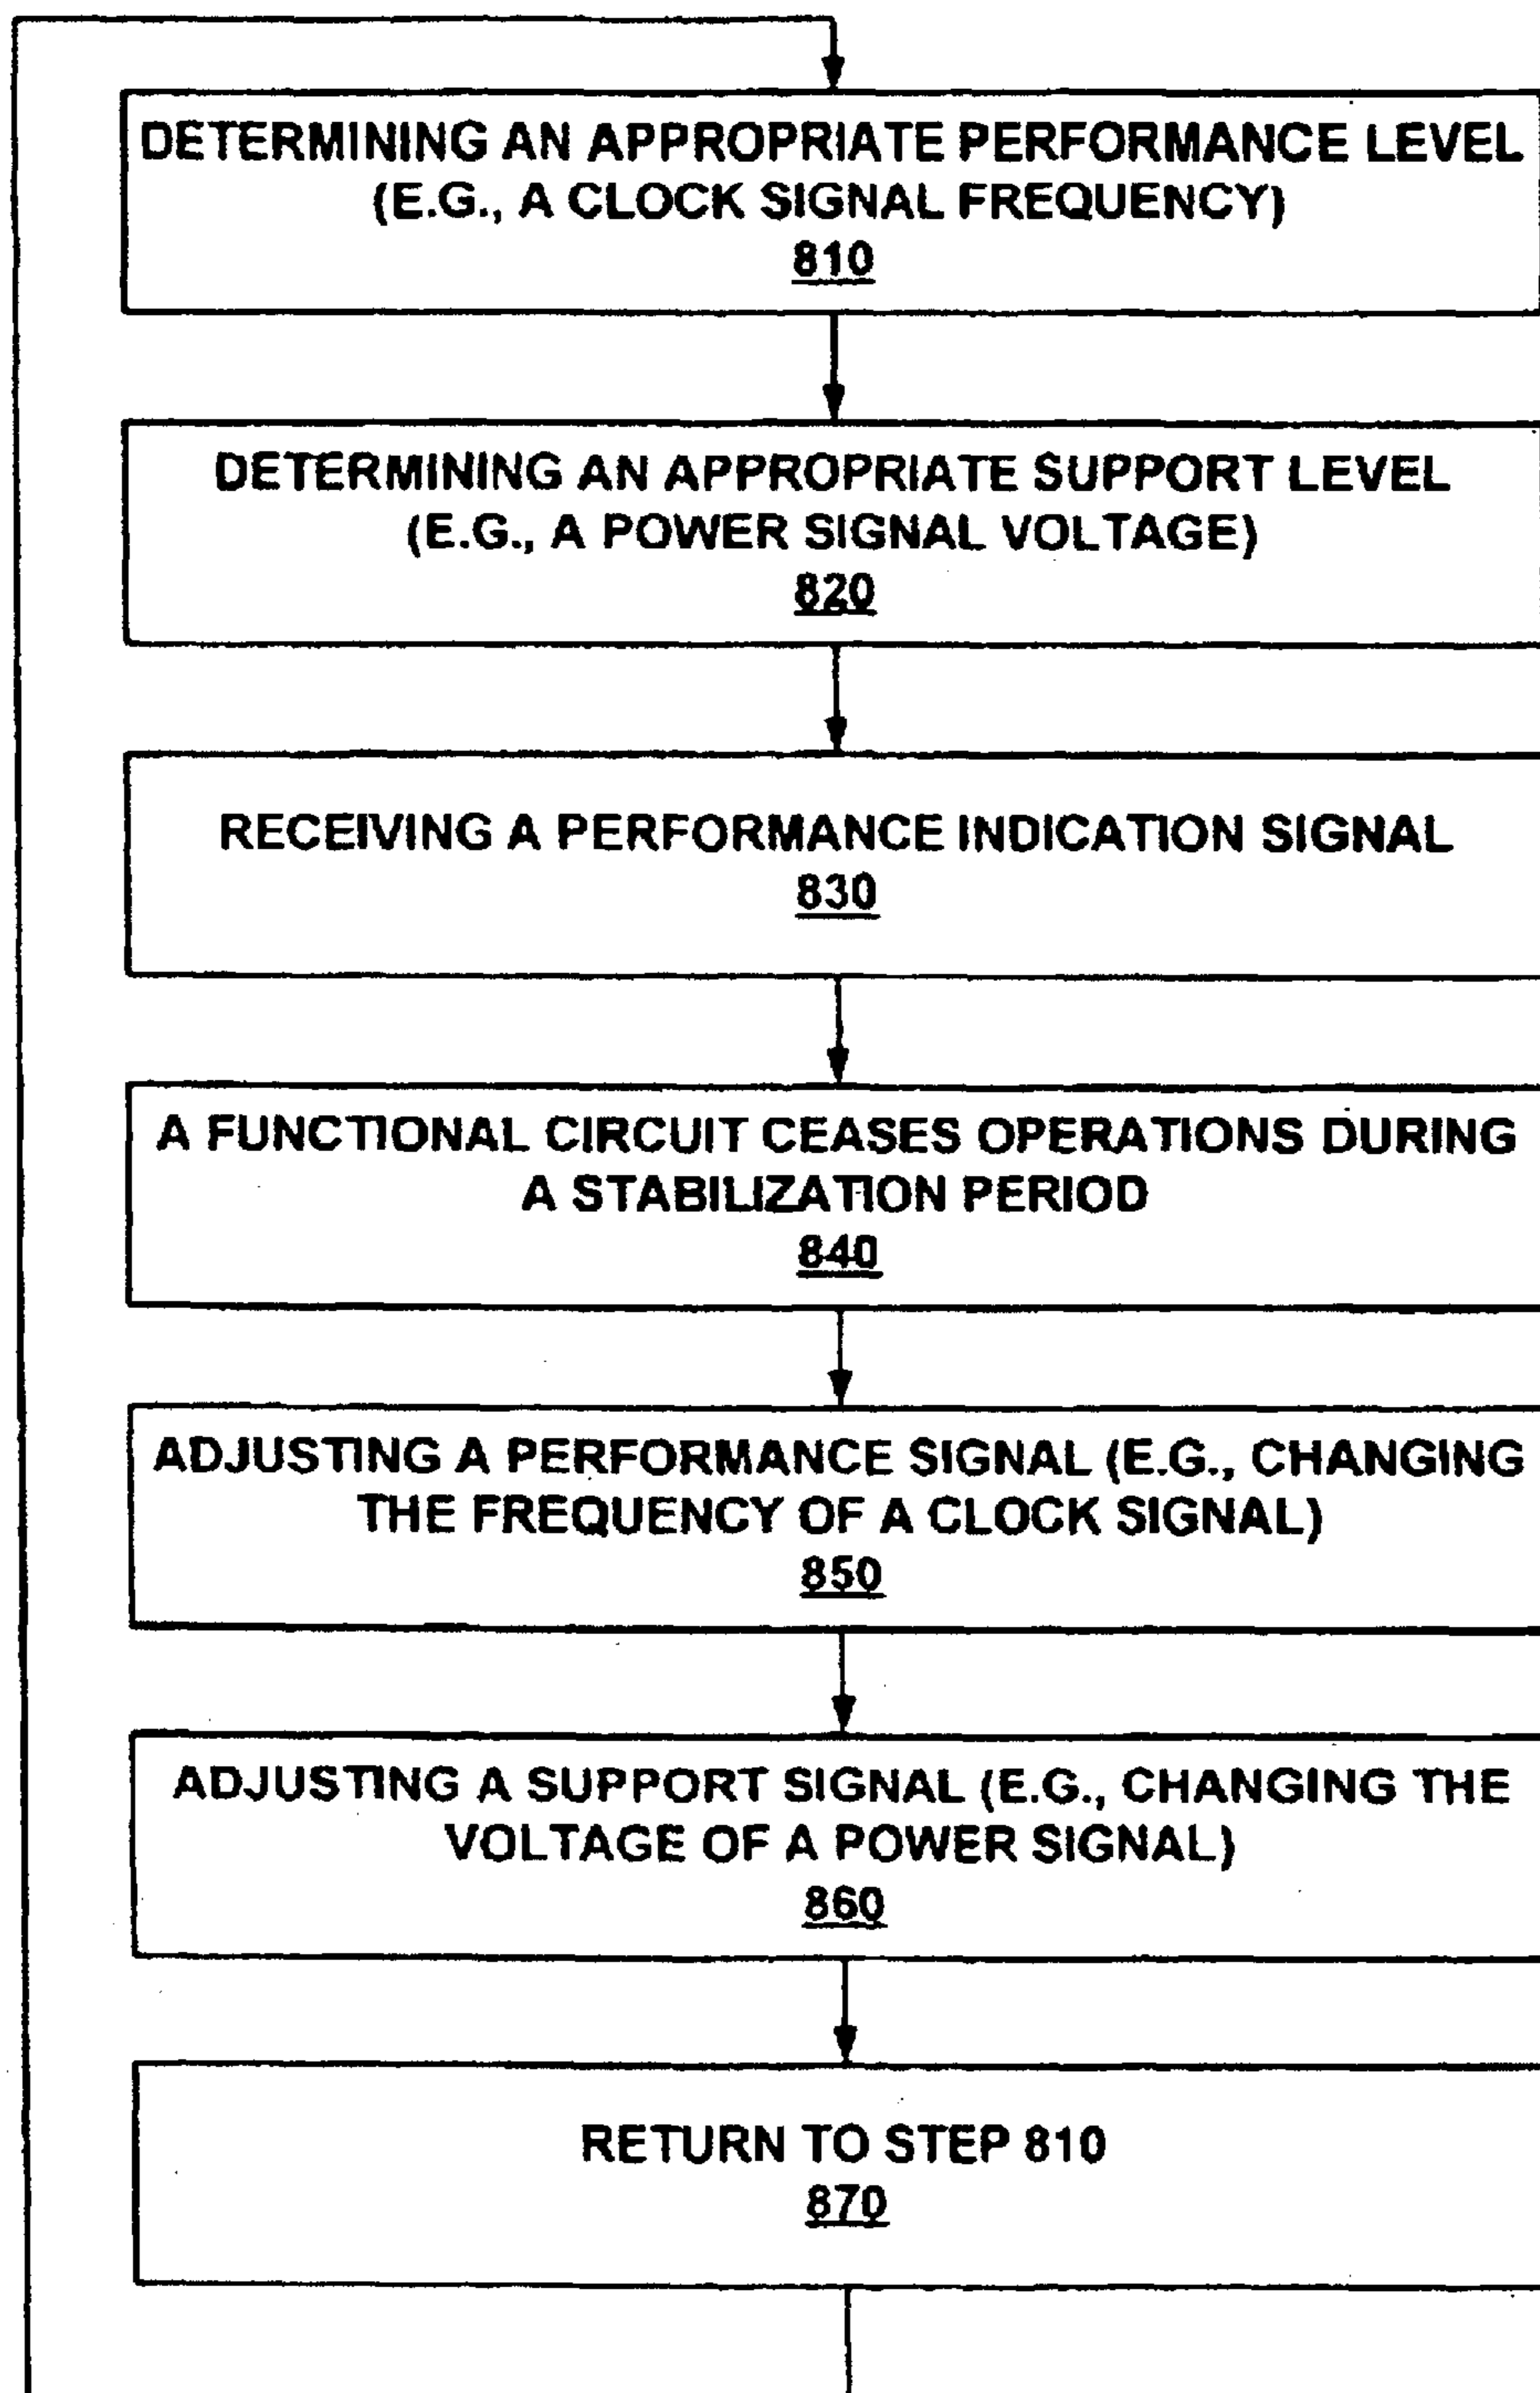 DETERMINING AN APPROPRIATE PERFORMANCE LEVEL
(E.G., A CLOCK SIGNAL FREQUENCY)
810
DETERMINING AN APPROPRIATE SUPPORT LEVEL
(E.G., A POWER SIGNAL VOLTAGE)
820
RECEIVING A PERFORMANCE INDICATION SIGNAL
830
A FUNCTIONAL CIRCUIT CEASES OPERATIONS DURING
A STABILIZATION PERIOD
840
ADJUSTING A PERFORMANCE SIGNAL (E.G., CHANGING
THE FREQUENCY OF A CLOCK SIGNAL)
850
ADJUSTING A SUPPORT SIGNAL (E.G., CHANGING THE
VOLTAGE OF A POWER SIGNAL)
860
RETURN TO STEP 810
870